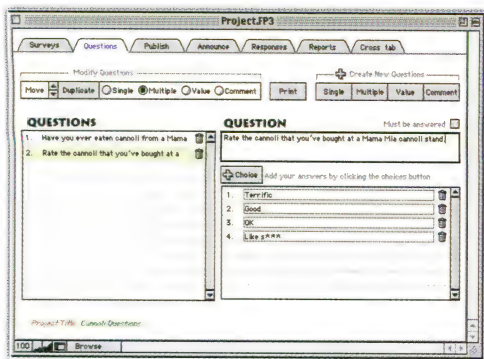 Project.FP3
Surveys Questions Publish Announce Responses Reports Cross tab
Modify Questions Create New Questions
Move Duplicate Single Multiple Value Comment Print Single Multiple Value Comment
QUESTIONS
1. Have you ever eaten cannoli from a Mama
2. Rate the cannoli that you've bought at a
QUESTION Must be answered
Rate the cannoli that you've bought at a Mama Mia cannoli stand
Choice Add your answers by clicking the choices button
1. Terrific
2. Good
3. OK
4. Like s***
Project Title Cannoli Questions
100 Browse